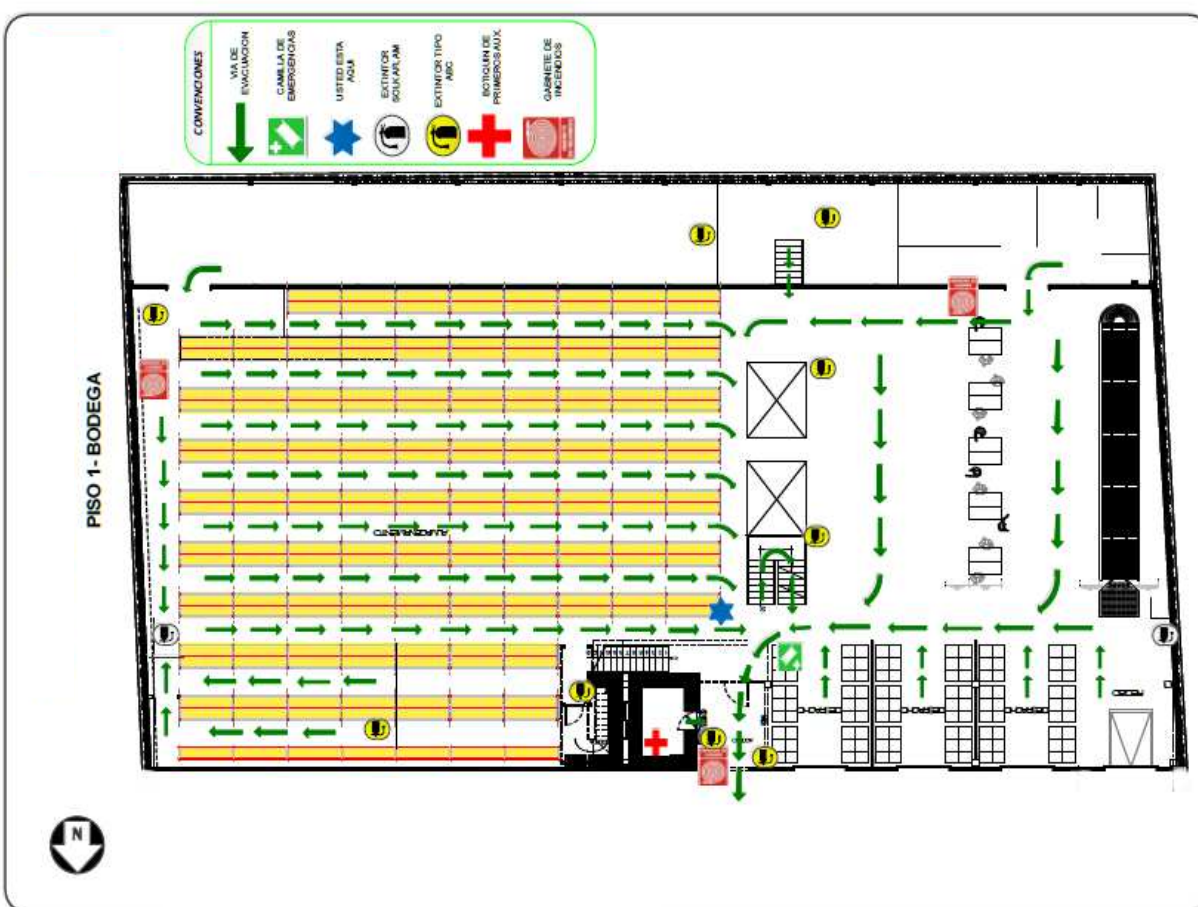 PISO 1- BODEGA
CONVENCIONES
VIA DE
EVACUACION
CAMILLA DE
EMERGENCIAS
USTED ESTA
AQUI
EXTINTOR
SOLKAFLAM
EXTINTOR TIPO
ABC
BOTIQUIN DE
PRIMEROS AUX.
GABINETE DE
INCENDIOS
ALMACENAMIENTO
N